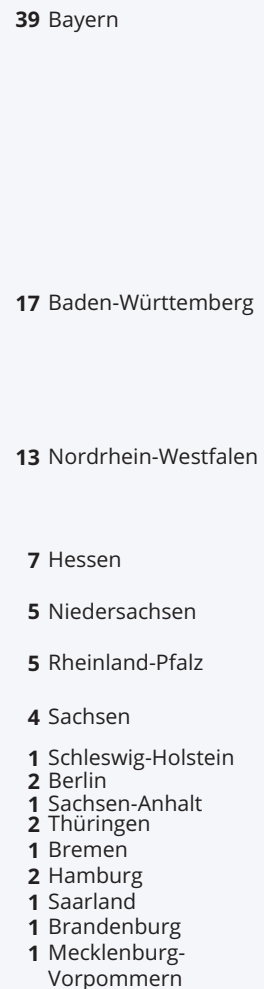 39 Bayern
17 Baden-Württemberg
13 Nordrhein-Westfalen
7 Hessen
5 Niedersachsen
5 Rheinland-Pfalz
4 Sachsen
1 Schleswig-Holstein
2 Berlin
1 Sachsen-Anhalt
2 Thüringen
1 Bremen
2 Hamburg
1 Saarland
1 Brandenburg
1 Mecklenburg-
Vorpommern